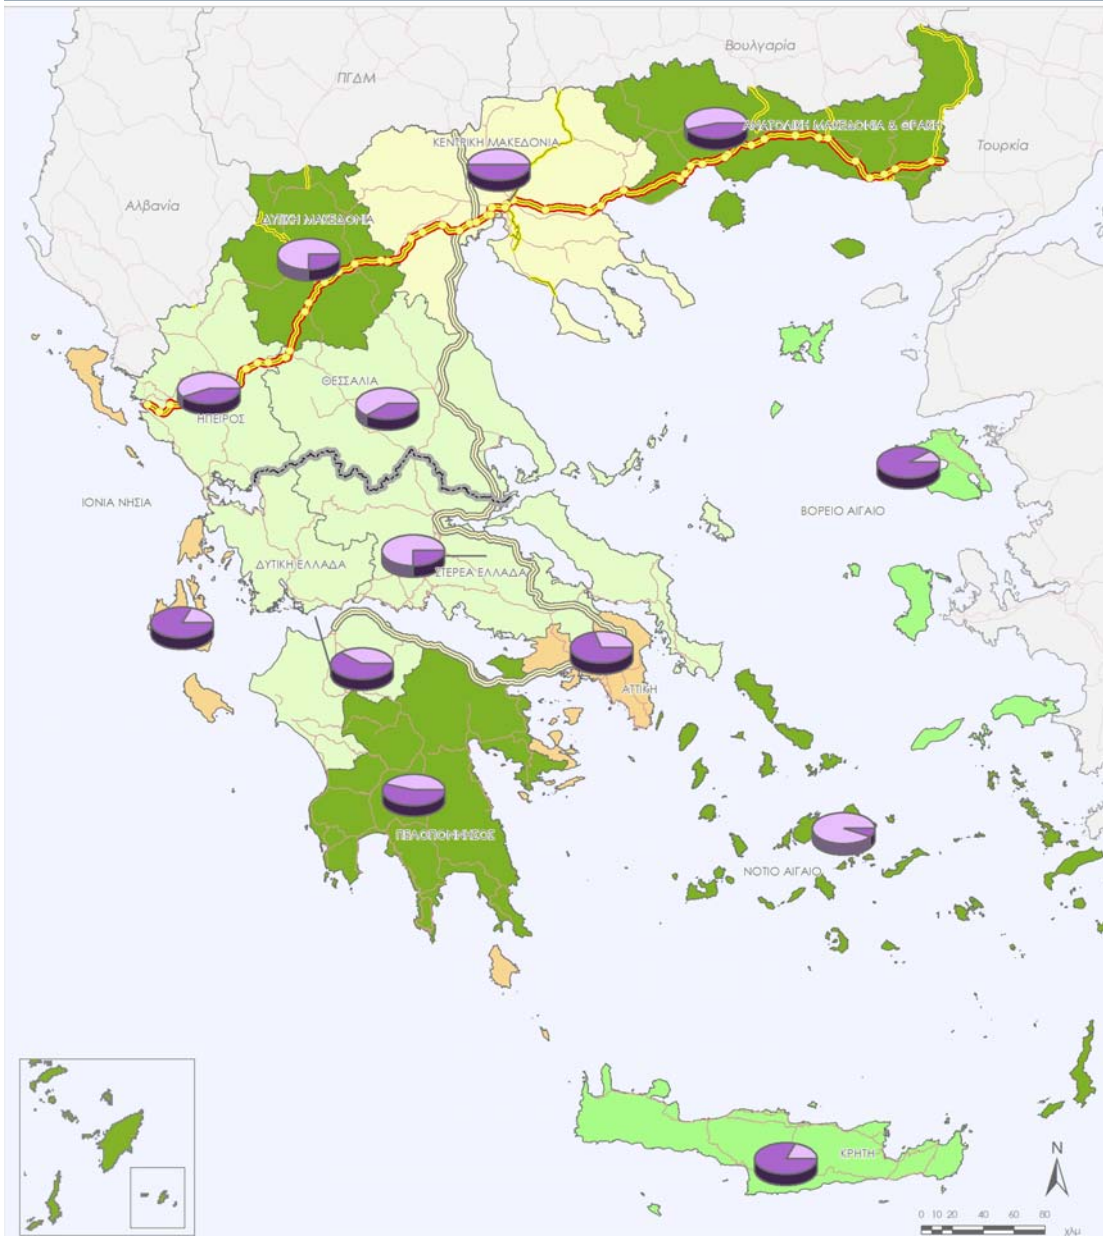 Βουλγαρία
ΠΓΔΜ
ΑΝΑΤΟΛΙΚΗ ΜΑΚΕΔΟΝΙΑ & ΘΡΑΚΗ
ΚΕΝΤΡΙΚΗ ΜΑΚΕΔΟΝΙΑ
Τουρκία
Αλβανία
ΔΥΤΙΚΗ ΜΑΚΕΔΟΝΙΑ
ΘΕΣΣΑΛΙΑ
ΗΠΕΙΡΟΣ
ΙΟΝΙΑ ΝΗΣΙΑ
ΒΟΡΕΙΟ ΑΙΓΑΙΟ
ΔΥΤΙΚΗ ΕΛΛΑΔΑ
ΣΤΕΡΕΑ ΕΛΛΑΔΑ
ΑΤΤΙΚΗ
ΠΕΛΟΠΟΝΝΗΣΟΣ
ΝΟΤΙΟ ΑΙΓΑΙΟ
ΚΡΗΤΗ
N
0 10 20 40 60 80
χλμ